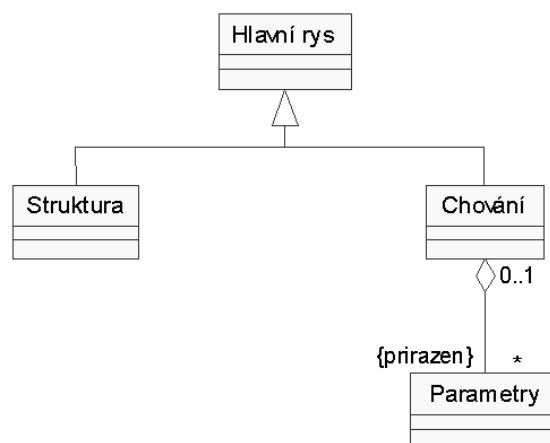 Hlavní rys
Struktura
Chování
0..1
{prirazen} *
Parametry